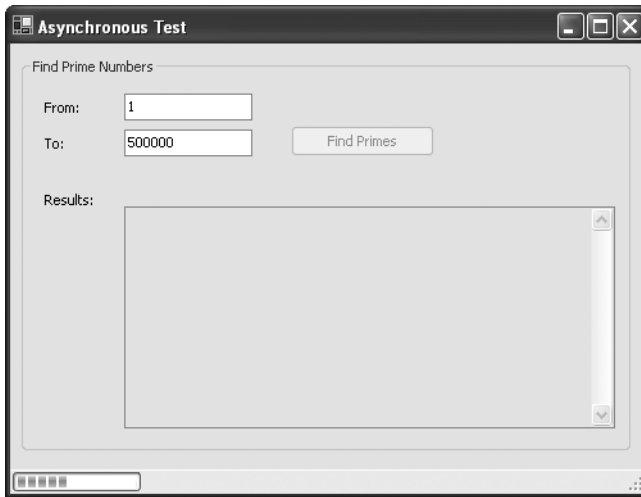 Asynchronous Test
Find Prime Numbers
From: 1
To: 500000 Find Primes
Results: